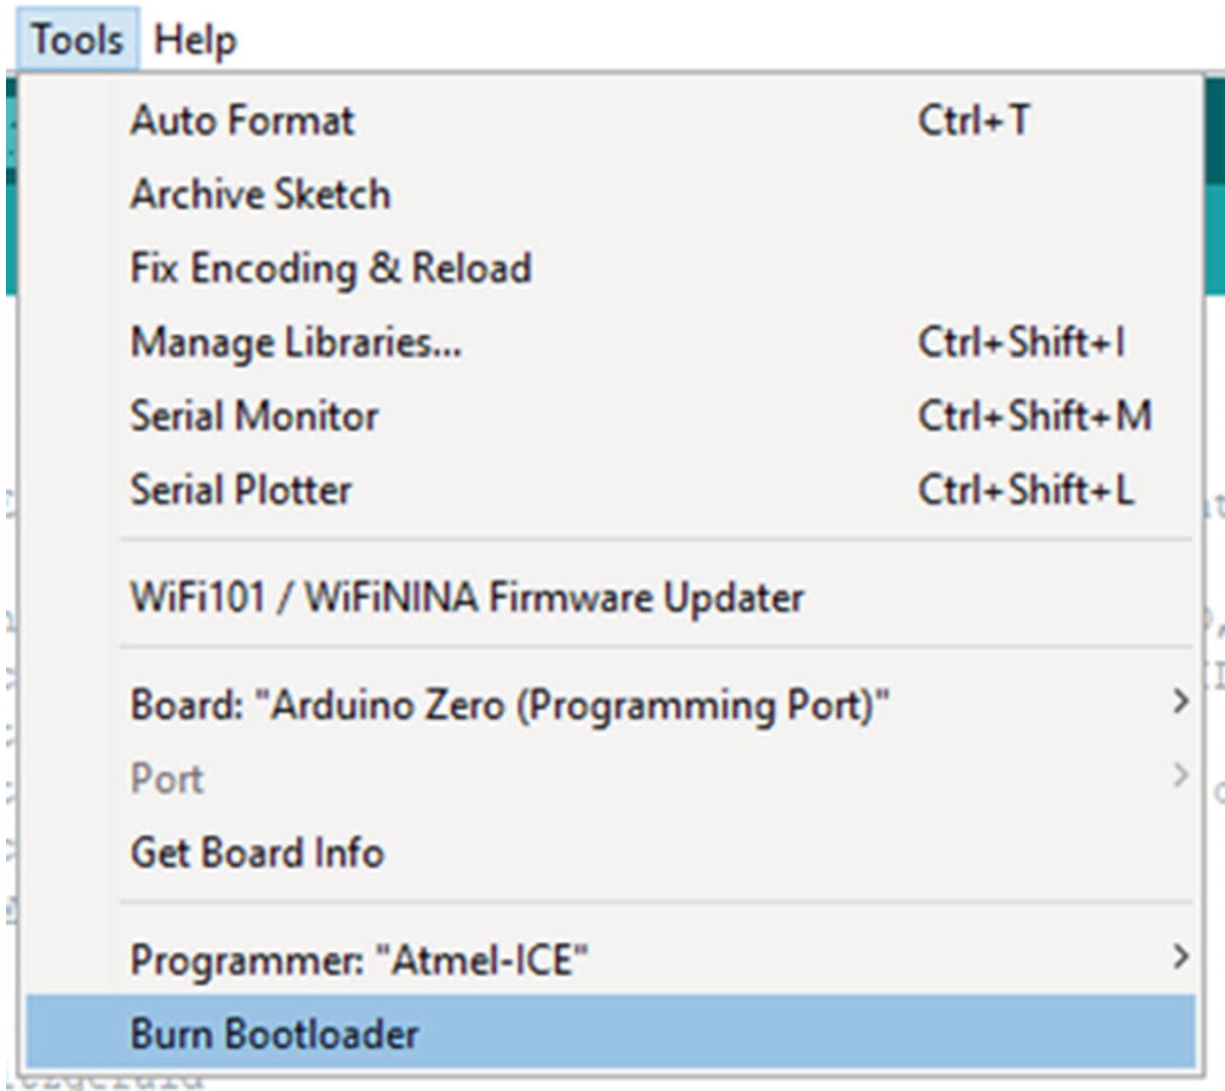 Tools Help
Auto Format Ctrl+T
Archive Sketch
Fix Encoding & Reload
Manage Libraries... Ctrl+Shift+I
Serial Monitor Ctrl+Shift+M
Serial Plotter Ctrl+Shift+L
WiFi101 / WiFiNINA Firmware Updater
Board: "Arduino Zero (Programming Port)"
Port
Get Board Info
Programmer: "Atmel-ICE"
Burn Bootloader